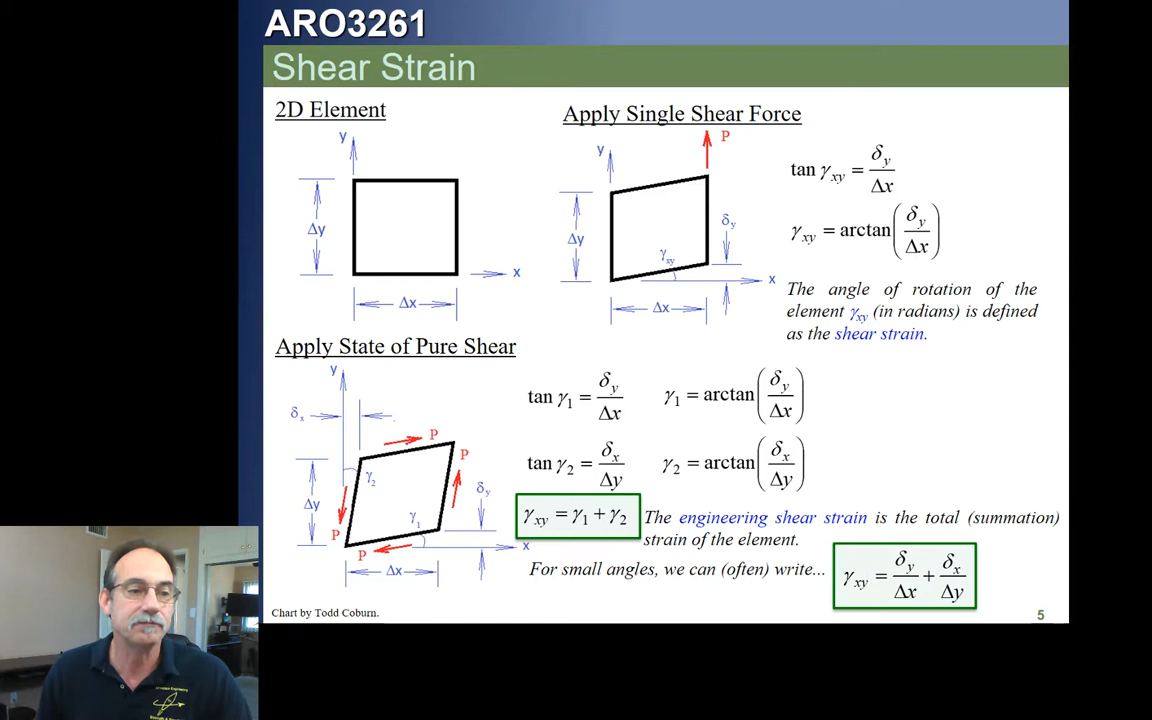 ARO3261
Shear Strain
2D Element
y
Δy
x
Δx
Apply Single Shear Force
P
y
δy
Δy
γxy
x
Δx
tan γxy = δy / Δx
γxy = arctan(δy / Δx)
The angle of rotation of the
element γxy (in radians) is defined
as the shear strain.
Apply State of Pure Shear
y
δx
P
P
γ2
Δy
δy
γ1
P
P
x
Δx
tan γ1 = δy / Δx
γ1 = arctan(δy / Δx)
tan γ2 = δx / Δy
γ2 = arctan(δx / Δy)
γxy = γ1 + γ2
The engineering shear strain is the total (summation)
strain of the element.
For small angles, we can (often) write...
γxy = δy / Δx + δx / Δy
Chart by Todd Coburn.
5